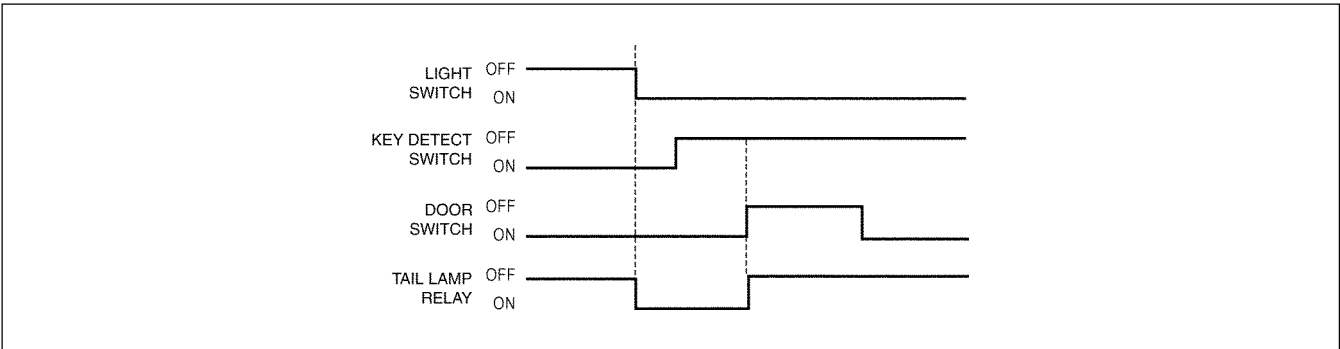 LIGHT SWITCH OFF
ON
KEY DETECT SWITCH OFF
ON
DOOR SWITCH OFF
ON
TAIL LAMP RELAY OFF
ON